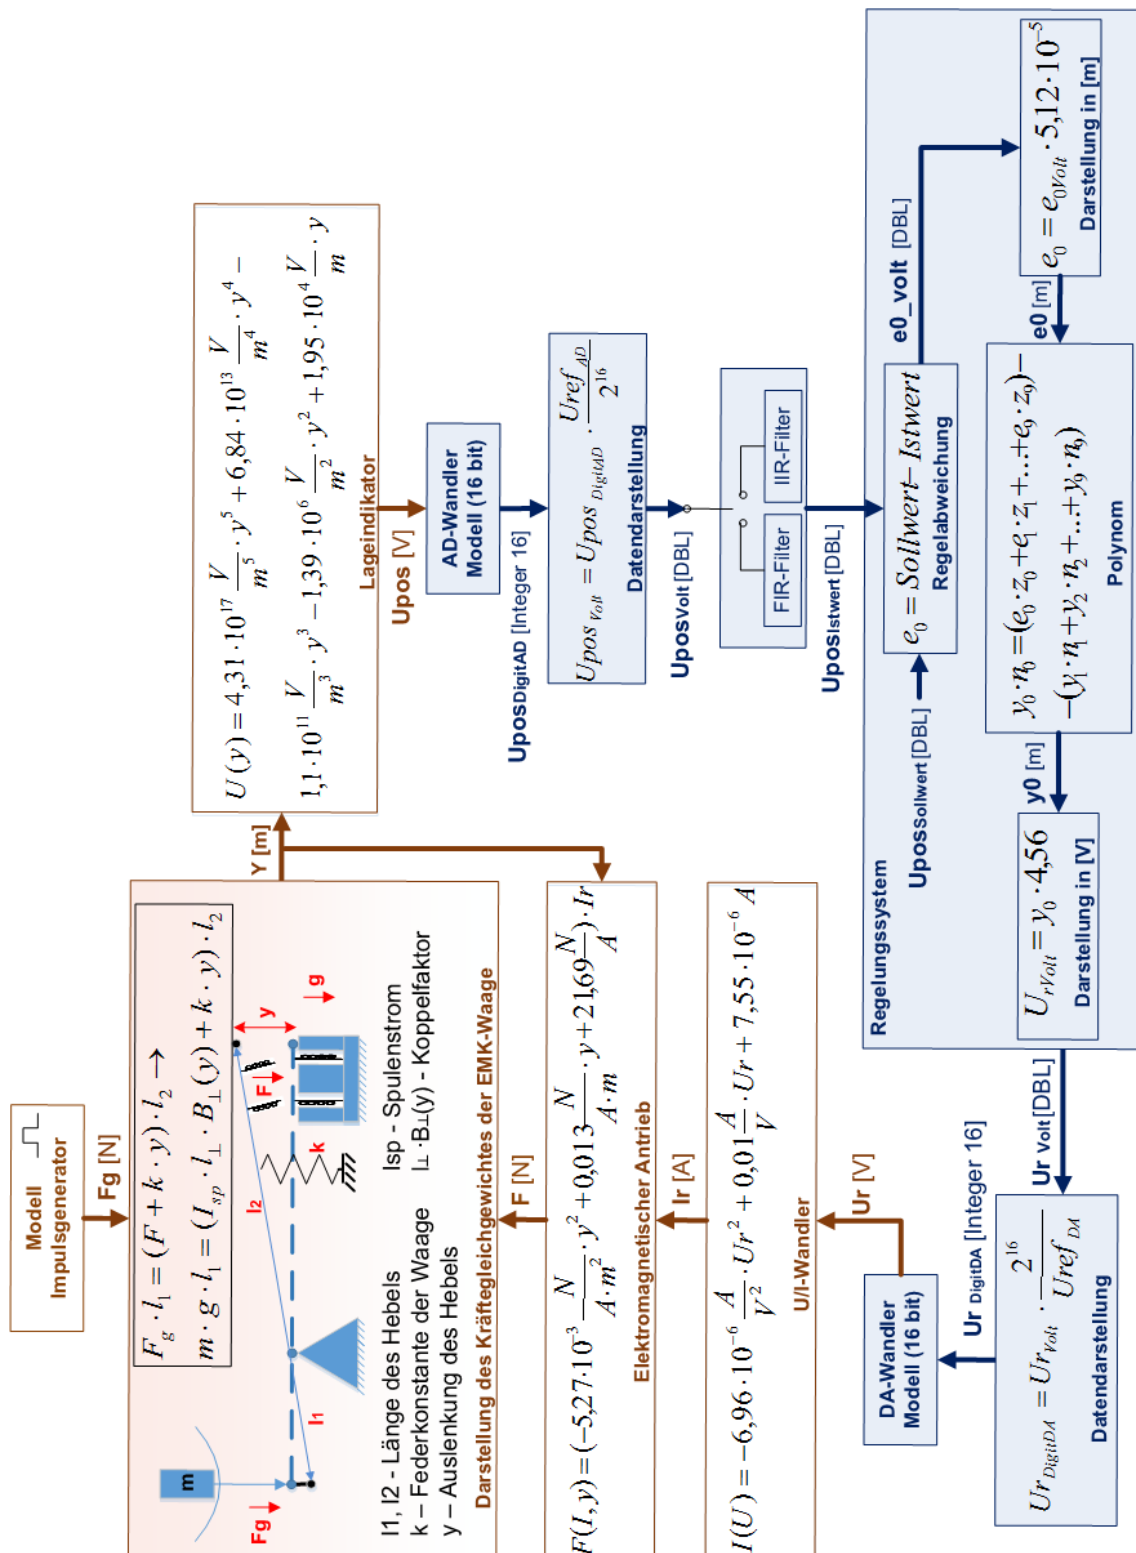 Modell
Impulsgenerator
Fg [N]
F_g · l_1 = (F + k · y) · l_2 →
m · g · l_1 = (I_sp · l_⊥ · B_⊥(y) + k · y) · l_2
m
Fg
l1
l2
k
F
y
g
l1, l2 - Länge des Hebels
k – Federkonstante der Waage
y – Auslenkung des Hebels
Isp - Spulenstrom
l⊥·B⊥(y) - Koppelfaktor
Darstellung des Kräftegleichgewichtes der EMK-Waage
Y [m]
U(y) = 4,31·10^17 V/m^5 · y^5 + 6,84·10^13 V/m^4 · y^4 –
1,1·10^11 V/m^3 · y^3 – 1,39·10^6 V/m^2 · y^2 + 1,95·10^4 V/m · y
Lageindikator
Upos [V]
AD-Wandler
Modell (16 bit)
UposDigitAD [Integer 16]
Upos_Volt = Upos_DigitAD · Uref_AD / 2^16
Datendarstellung
UposVolt [DBL]
FIR-Filter
IIR-Filter
UposIstwert [DBL]
Regelungssystem
UposSollwert [DBL]
e_0 = Sollwert – Istwert
Regelabweichung
e0_volt [DBL]
e_0 = e_0Volt · 5,12·10^-5
Darstellung in [m]
e0 [m]
y_0 · n_0 = (e_0 · z_0 + e_1 · z_1 + ... + e_9 · z_9) –
–(y_1 · n_1 + y_2 · n_2 + ... + y_9 · n_9)
Polynom
y0 [m]
U_rVolt = y_0 · 4,56
Darstellung in [V]
Ur Volt [DBL]
Ur_DigitDA = Ur_Volt · 2^16 / Uref_DA
Datendarstellung
Ur DigitDA [Integer 16]
DA-Wandler
Modell (16 bit)
Ur [V]
I(U) = –6,96·10^-6 A/V^2 · Ur^2 + 0,01 A/V · Ur + 7,55·10^-6 A
U/I-Wandler
Ir [A]
F(I, y) = (–5,27·10^-3 N/A·m^2 · y^2 + 0,013 N/A·m · y + 21,69 N/A) · Ir
Elektromagnetischer Antrieb
F [N]